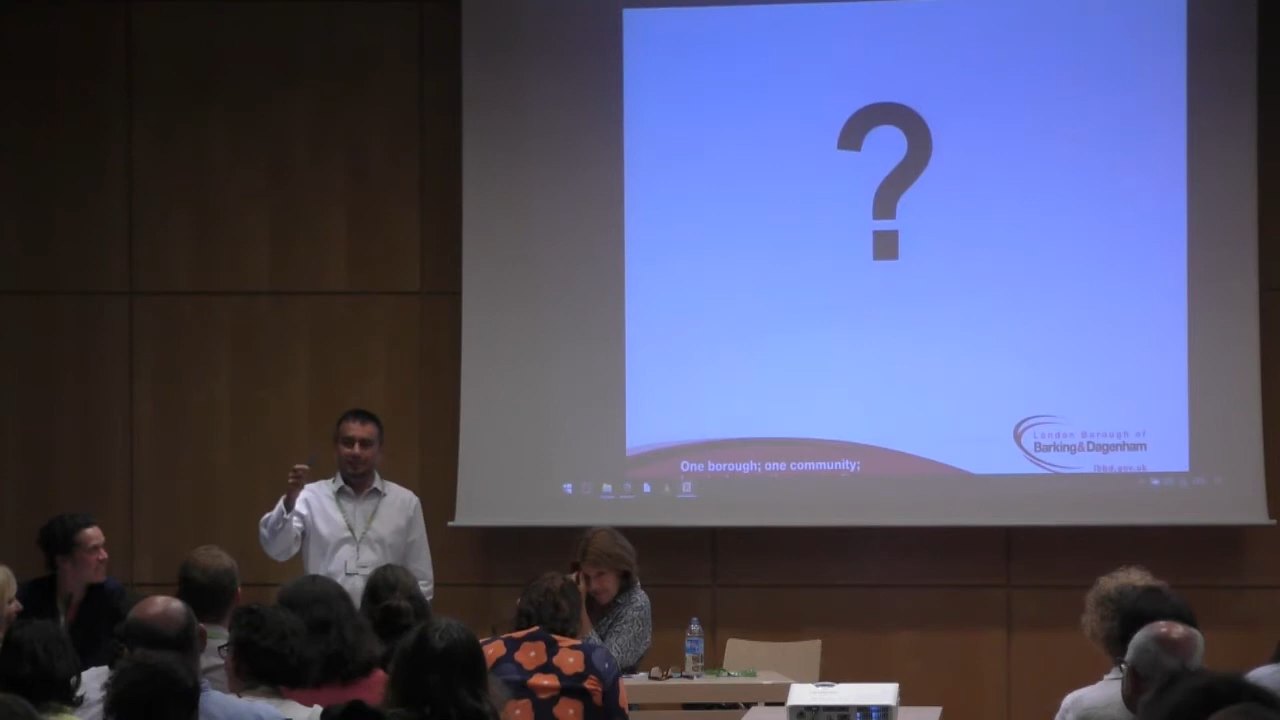 ?
London Borough of
Barking&Dagenham
lbbd.gov.uk
One borough; one community;